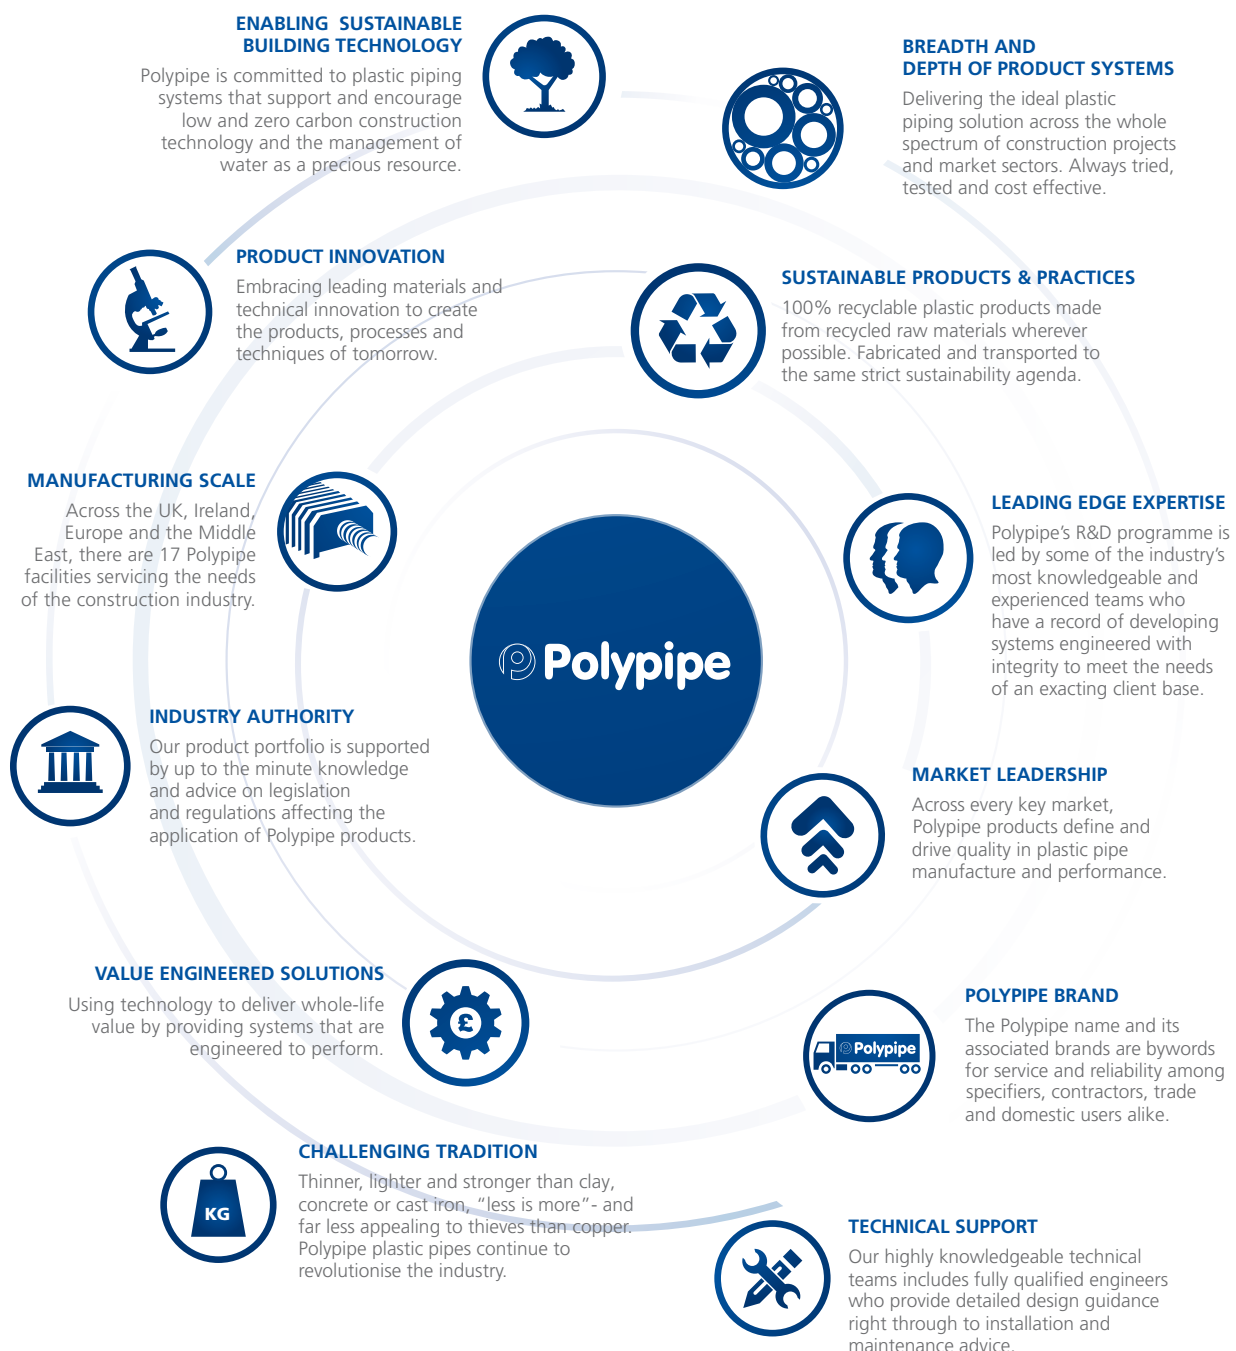 ENABLING SUSTAINABLE
BUILDING TECHNOLOGY
Polypipe is committed to plastic piping
systems that support and encourage
low and zero carbon construction
technology and the management of
water as a precious resource.
BREADTH AND
DEPTH OF PRODUCT SYSTEMS
Delivering the ideal plastic
piping solution across the whole
spectrum of construction projects
and market sectors. Always tried,
tested and cost effective.
PRODUCT INNOVATION
Embracing leading materials and
technical innovation to create
the products, processes and
techniques of tomorrow.
SUSTAINABLE PRODUCTS & PRACTICES
100% recyclable plastic products made
from recycled raw materials wherever
possible. Fabricated and transported to
the same strict sustainability agenda.
MANUFACTURING SCALE
Across the UK, Ireland,
Europe and the Middle
East, there are 17 Polypipe
facilities servicing the needs
of the construction industry.
LEADING EDGE EXPERTISE
Polypipe's R&D programme is
led by some of the industry's
most knowledgeable and
experienced teams who
have a record of developing
systems engineered with
integrity to meet the needs
of an exacting client base.
Polypipe
INDUSTRY AUTHORITY
Our product portfolio is supported
by up to the minute knowledge
and advice on legislation
and regulations affecting the
application of Polypipe products.
MARKET LEADERSHIP
Across every key market,
Polypipe products define and
drive quality in plastic pipe
manufacture and performance.
VALUE ENGINEERED SOLUTIONS
Using technology to deliver whole-life
value by providing systems that are
engineered to perform.
£
POLYPIPE BRAND
The Polypipe name and its
associated brands are bywords
for service and reliability among
specifiers, contractors, trade
and domestic users alike.
Polypipe
CHALLENGING TRADITION
Thinner, lighter and stronger than clay,
concrete or cast iron, “less is more”- and
far less appealing to thieves than copper.
Polypipe plastic pipes continue to
revolutionise the industry.
KG
TECHNICAL SUPPORT
Our highly knowledgeable technical
teams includes fully qualified engineers
who provide detailed design guidance
right through to installation and
maintenance advice.